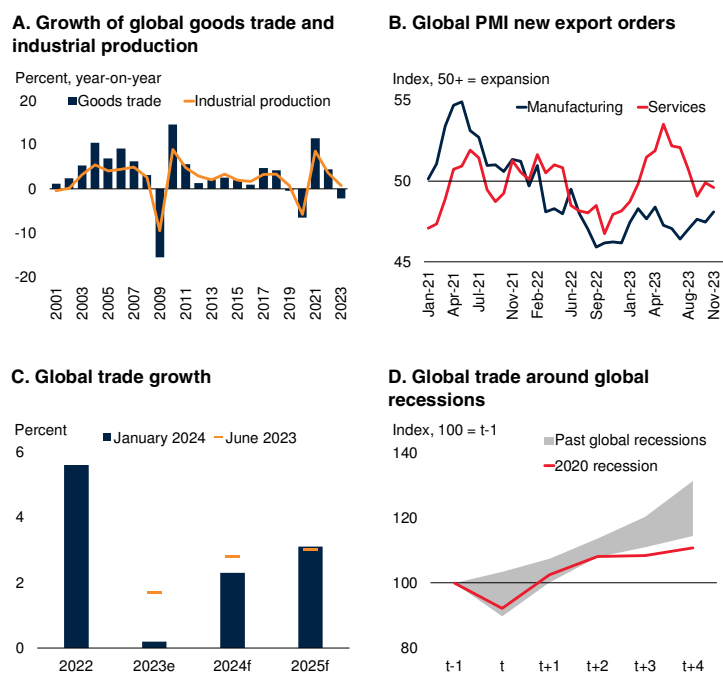 A. Growth of global goods trade and
industrial production
Percent, year-on-year
Goods trade
Industrial production
20
10
0
-10
-20
2001
2003
2005
2007
2009
2011
2013
2015
2017
2019
2021
2023
B. Global PMI new export orders
Index, 50+ = expansion
Manufacturing
Services
55
50
45
Jan-21
Apr-21
Jul-21
Nov-21
Feb-22
Jun-22
Sep-22
Jan-23
Apr-23
Aug-23
Nov-23
C. Global trade growth
Percent
January 2024
June 2023
6
4
2
0
2022
2023e
2024f
2025f
D. Global trade around global
recessions
Index, 100 = t-1
Past global recessions
2020 recession
140
120
100
80
t-1
t
t+1
t+2
t+3
t+4